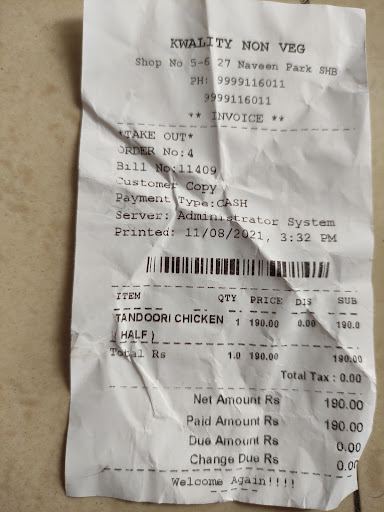 KWALITY NON VEG
Shop No 5-6 27 Naveen Park SHB
PH: 9999116011
9999116011
** INVOICE **
*TAKE OUT*
ORDER No:4
Bill No:11409
Customer Copy
Payment Type:CASH
Server: Administrator System
Printed: 11/08/2021, 3:32 PM
ITEM QTY PRICE DIS SUB
TANDOORI CHICKEN 1 190.00 0.00 190.0
( HALF )
Total Rs 1.0 190.00 190.00
Total Tax : 0.00
Net Amount Rs 190.00
Paid Amount Rs 190.00
Due Amount Rs 0.00
Change Due Rs 0.00
Welcome Again!!!!